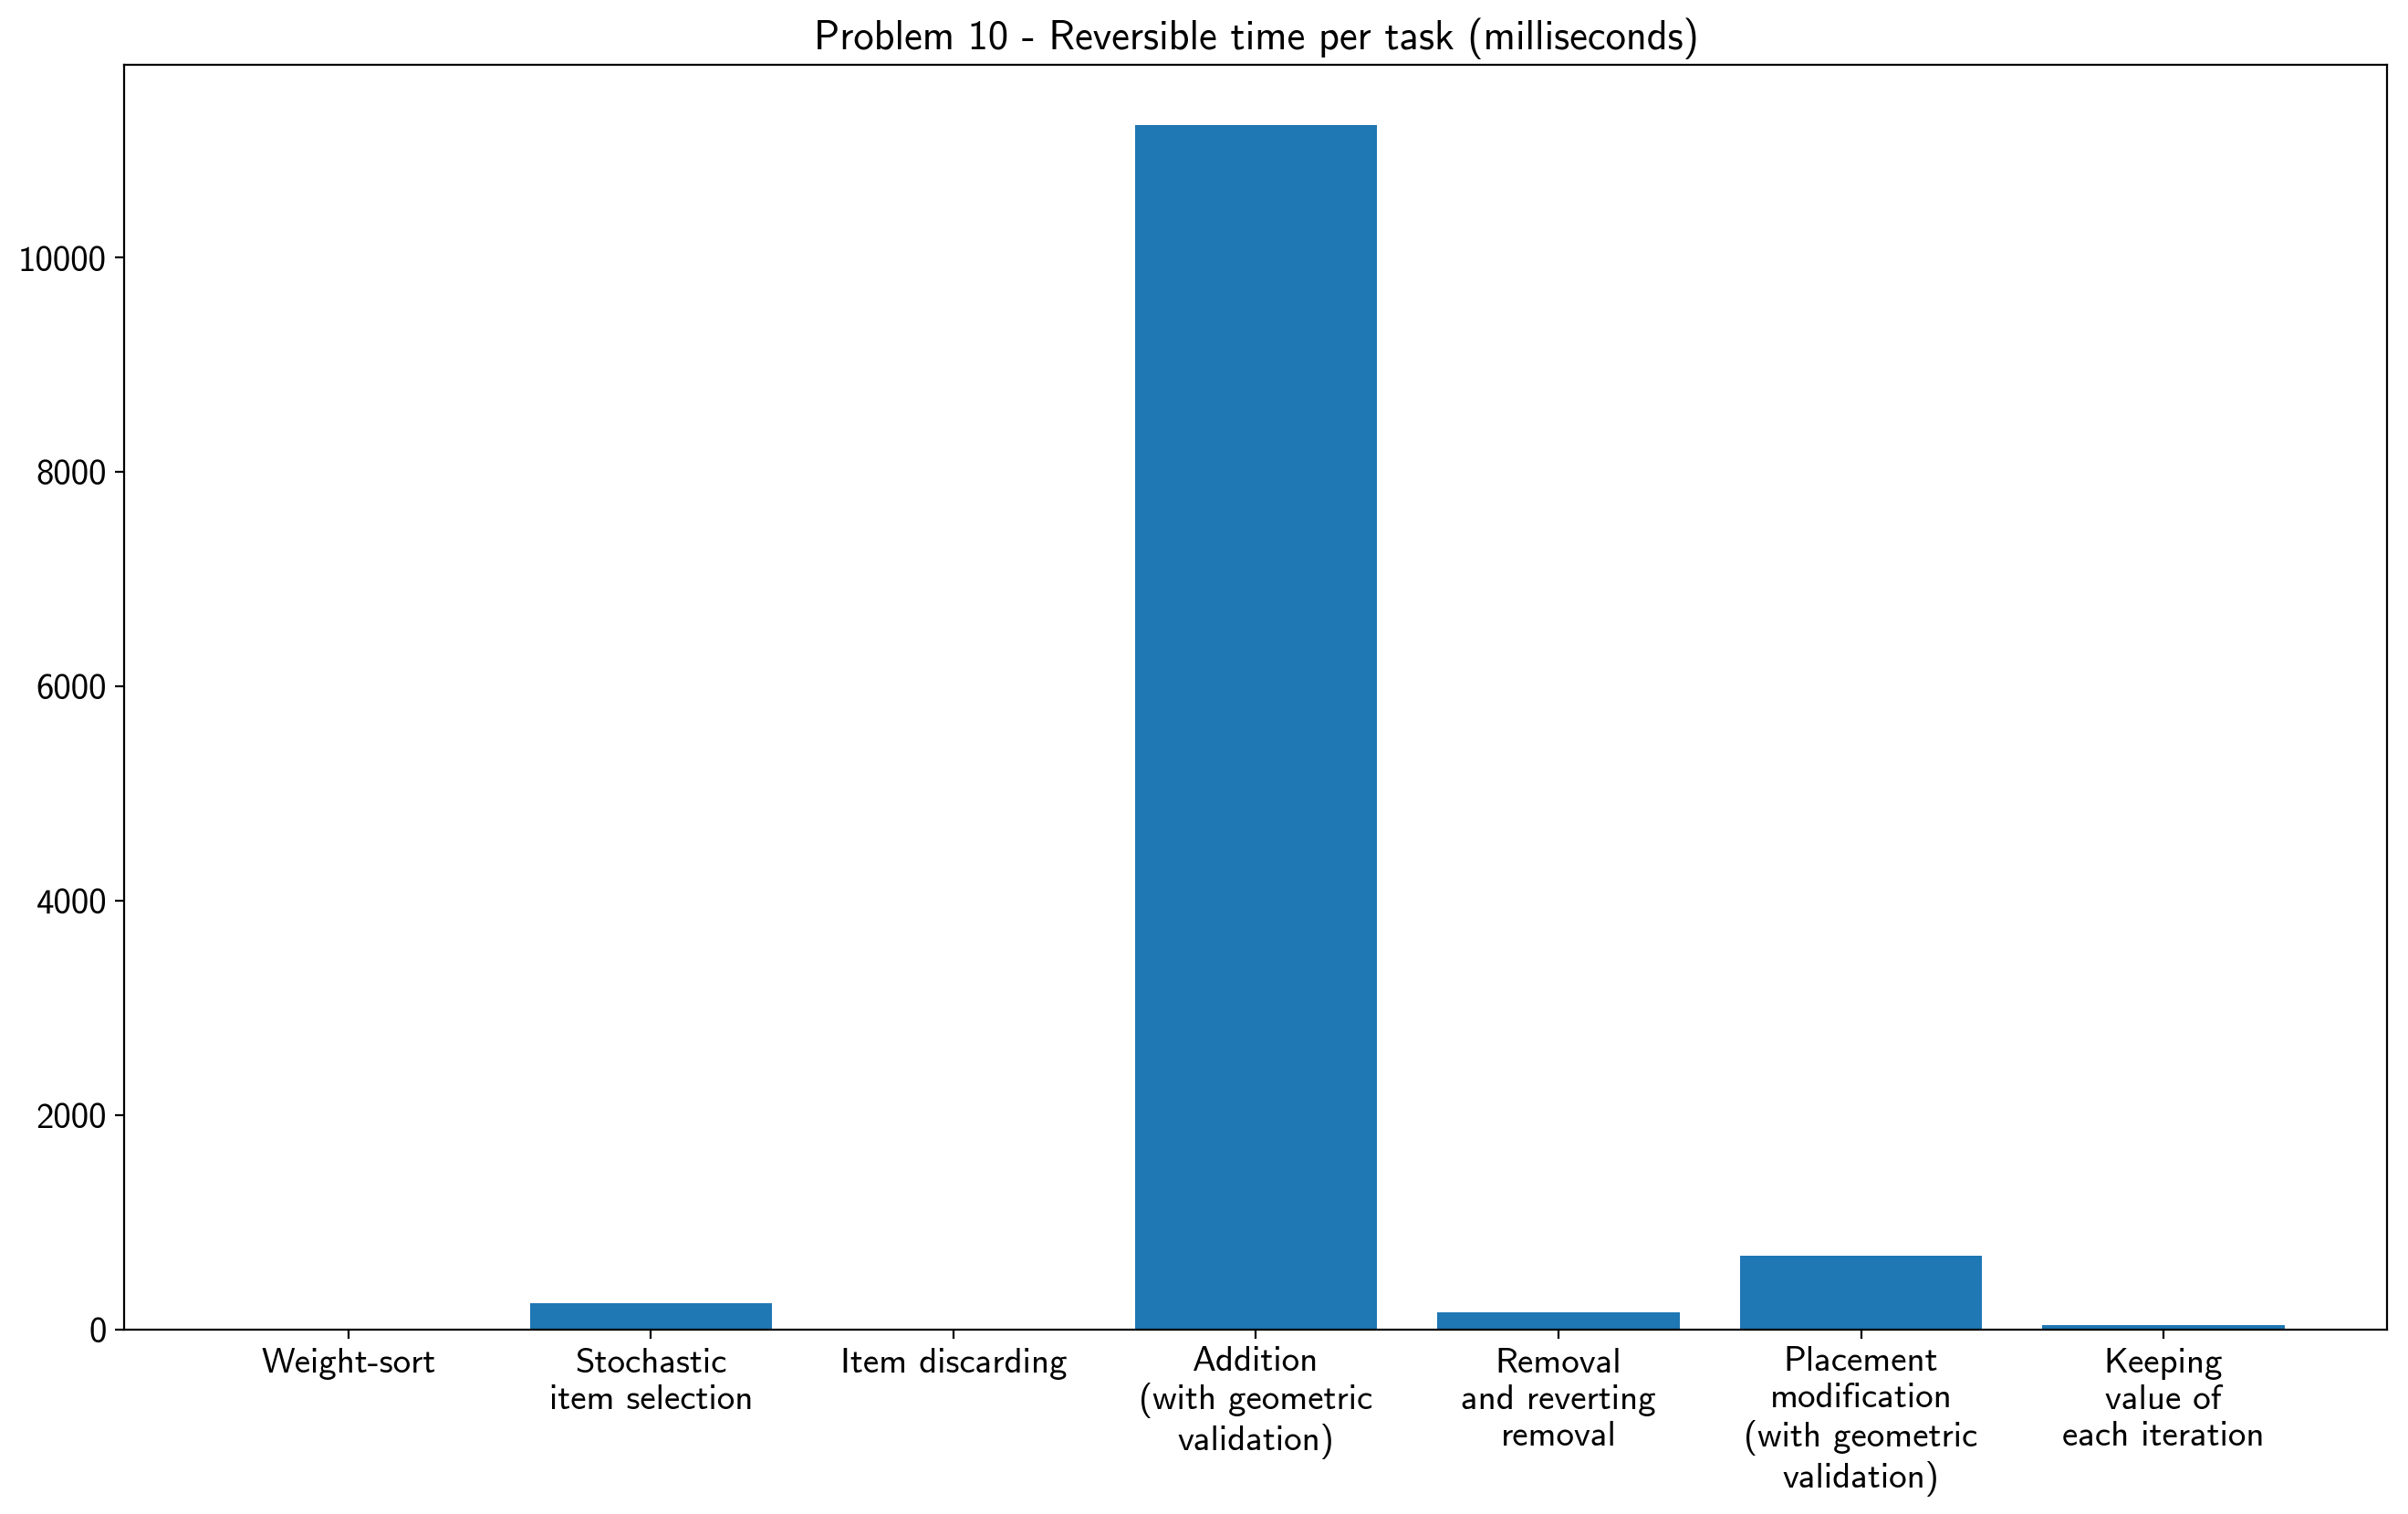 Problem 10 - Reversible time per task (milliseconds)
10000
8000
6000
4000
2000
0
Weight-sort
Stochastic
item selection
Item discarding
Addition
(with geometric
validation)
Removal
and reverting
removal
Placement
modification
(with geometric
validation)
Keeping
value of
each iteration